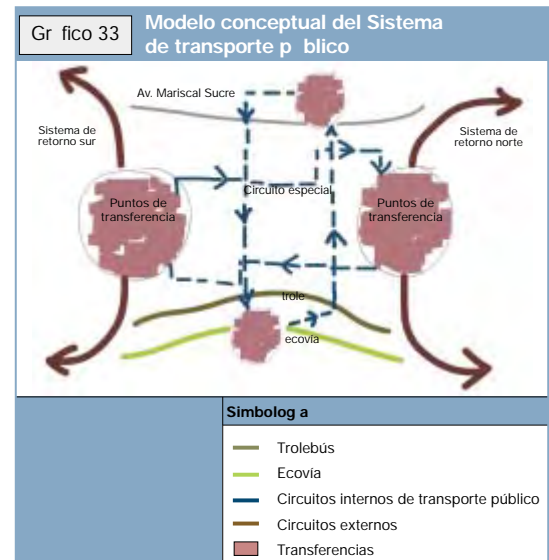 Gr fico 33
Modelo conceptual del Sistema
de transporte p blico
Av. Mariscal Sucre
Sistema de
retorno sur
Sistema de
retorno norte
Circuito especial
Puntos de
transferencia
Puntos de
transferencia
trole
ecovía
Simbolog a
Trolebús
Ecovía
Circuitos internos de transporte público
Circuitos externos
Transferencias